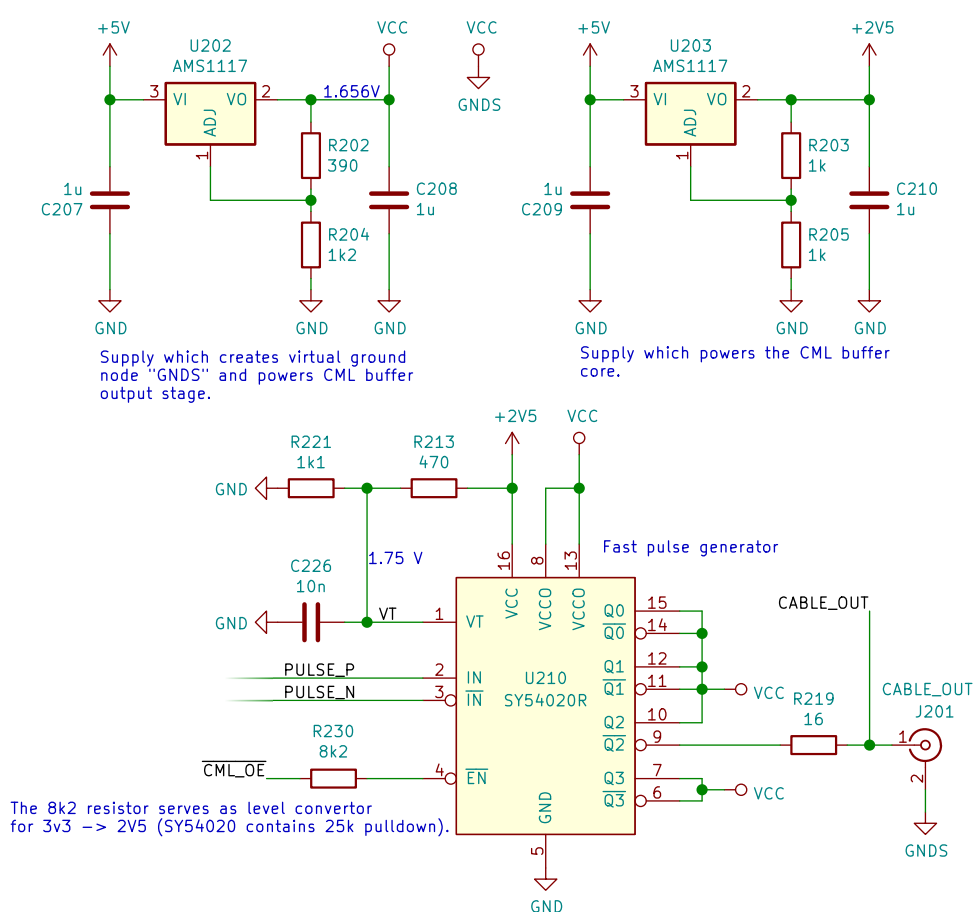 +5V
VCC
VCC
+5V
+2V5
U202
AMS1117
U203
AMS1117
3 VI VO 2
ADJ
1
1.656V
GNDS
3 VI VO 2
ADJ
1
R202
390
R203
1k
1u
C207
C208
1u
1u
C209
C210
1u
R204
1k2
R205
1k
GND
GND
GND
GND
GND
GND
Supply which creates virtual ground
node "GNDS" and powers CML buffer
output stage.
Supply which powers the CML buffer
core.
+2V5
VCC
R221
1k1
R213
470
GND
1.75 V
Fast pulse generator
16
8
13
C226
10n
GND
VT
1
VT
VCC
VCCO
VCCO
Q0 15
Q0 14
CABLE_OUT
PULSE_P
2
IN
PULSE_N
3
IN
U210
SY54020R
Q1 12
Q1 11
VCC
Q2 10
Q2 9
R219
16
CABLE_OUT
J201
1
2
R230
8k2
CML_OE
4
EN
Q3 7
Q3 6
VCC
GND
5
GND
GNDS
The 8k2 resistor serves as level convertor
for 3v3 -> 2V5 (SY54020 contains 25k pulldown).